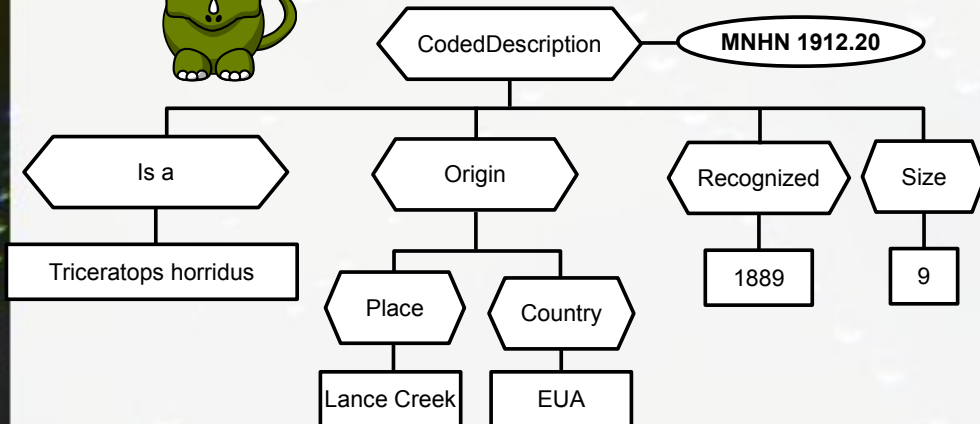 CodedDescription
MNHN 1912.20
Is a
Origin
Recognized
Size
Triceratops horridus
Place
Country
1889
9
Lance Creek
EUA